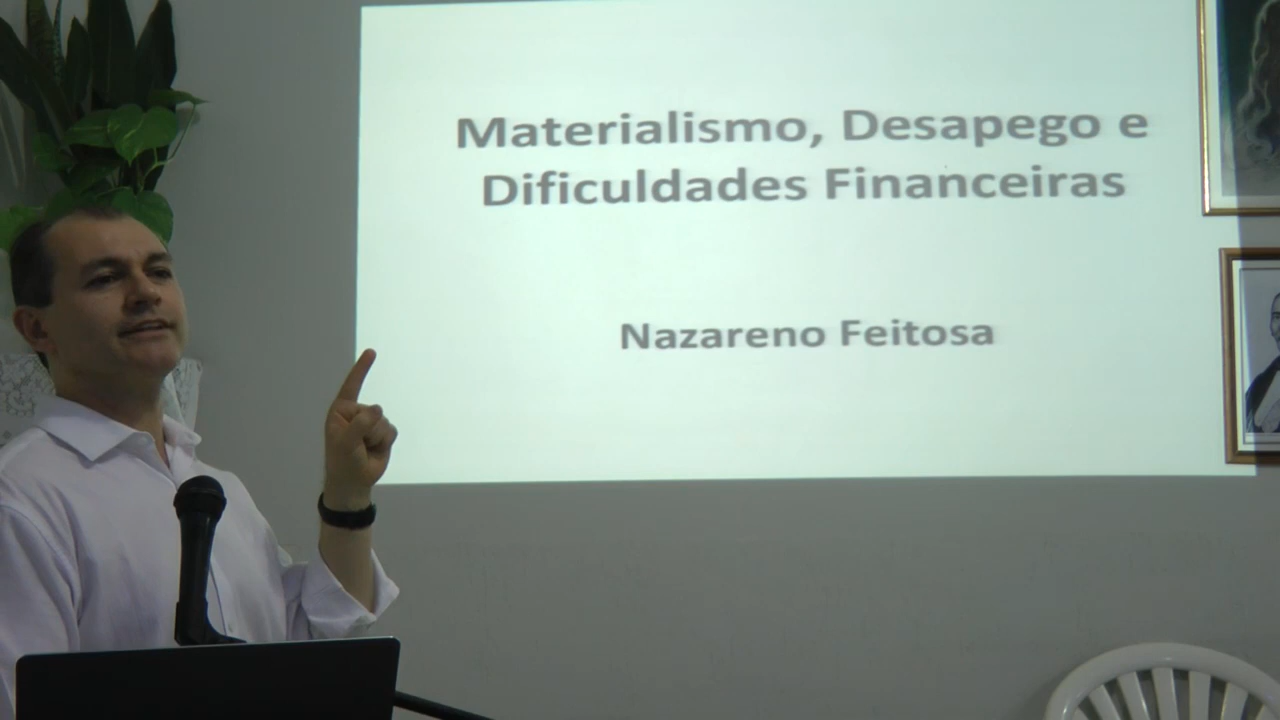 Materialismo, Desapego e
Dificuldades Financeiras
Nazareno Feitosa